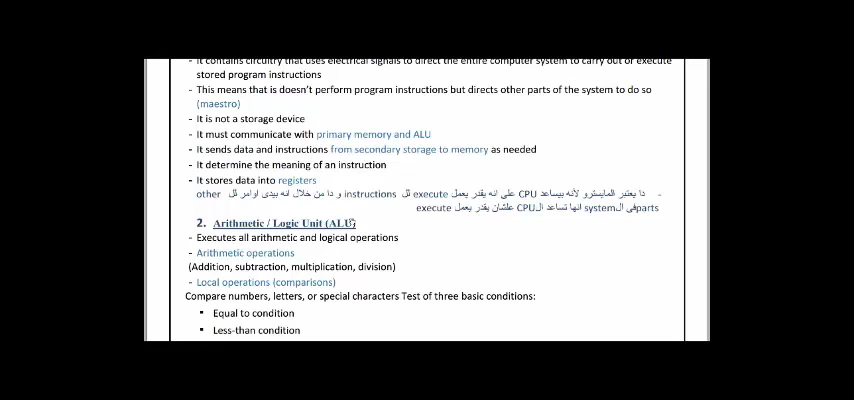 - It contains circuitry that uses electrical signals to direct the entire computer system to carry out or execute
stored program instructions
- This means that is doesn't perform program instructions but directs other parts of the system to do so
(maestro)
- It is not a storage device
- It must communicate with primary memory and ALU
- It sends data and instructions from secondary storage to memory as needed
- It determine the meaning of an instruction
- It stores data into registers
- دا يعتبر المايسترو لأنه بيساعد CPU على انه يقدر يعمل execute لل instructions و دا من خلال انه بيدى اوامر لل other
partsفى الsystem انها تساعد الCPU علشان يقدر يعمل execute
2. Arithmetic / Logic Unit (ALU)
- Executes all arithmetic and logical operations
- Arithmetic operations
(Addition, subtraction, multiplication, division)
- Local operations (comparisons)
Compare numbers, letters, or special characters Test of three basic conditions:
▪ Equal to condition
▪ Less-than condition